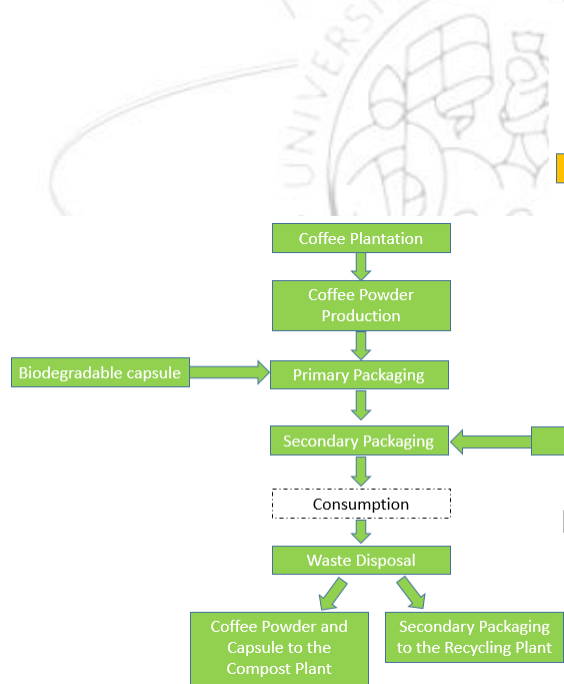 UNIVERSI
Coffee Plantation
Coffee Powder
Production
Biodegradable capsule
Primary Packaging
Secondary Packaging
Consumption
Waste Disposal
Coffee Powder and
Capsule to the
Compost Plant
Secondary Packaging
to the Recycling Plant